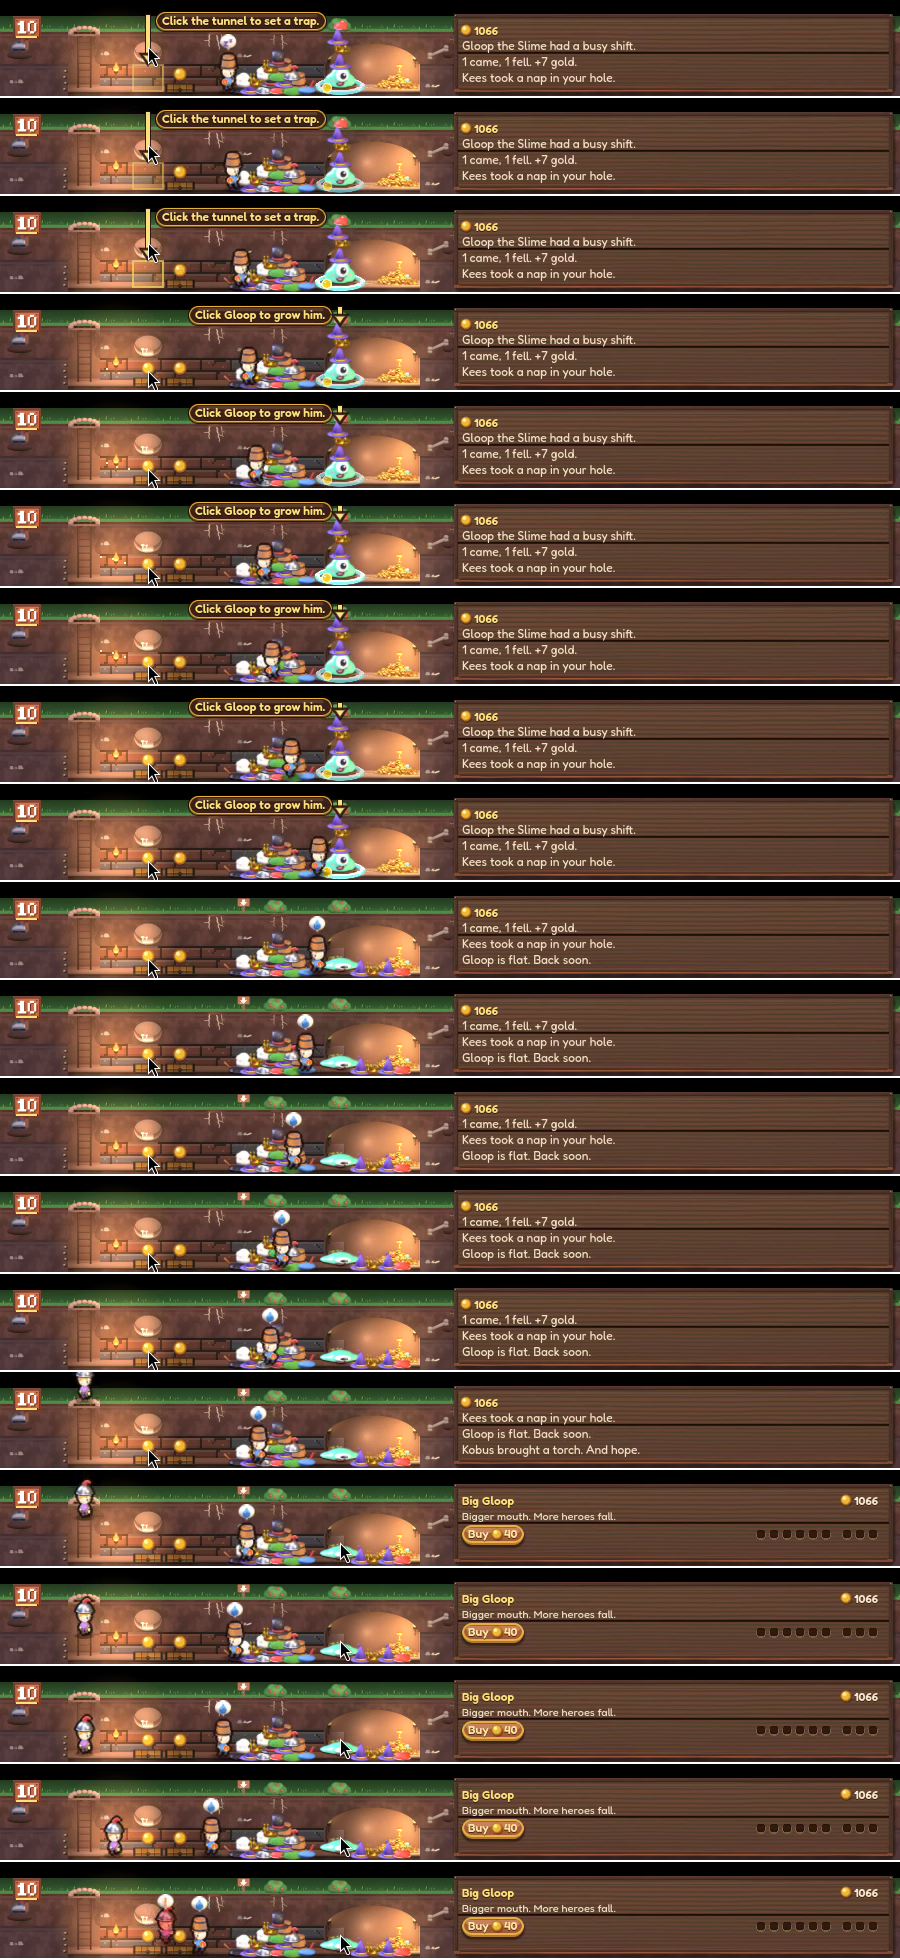 10
Click the tunnel to set a trap.
1066
Gloop the Slime had a busy shift.
1 came, 1 fell. +7 gold.
Kees took a nap in your hole.
10
Click the tunnel to set a trap.
1066
Gloop the Slime had a busy shift.
1 came, 1 fell. +7 gold.
Kees took a nap in your hole.
10
Click the tunnel to set a trap.
1066
Gloop the Slime had a busy shift.
1 came, 1 fell. +7 gold.
Kees took a nap in your hole.
10
Click Gloop to grow him.
1066
Gloop the Slime had a busy shift.
1 came, 1 fell. +7 gold.
Kees took a nap in your hole.
10
Click Gloop to grow him.
1066
Gloop the Slime had a busy shift.
1 came, 1 fell. +7 gold.
Kees took a nap in your hole.
10
Click Gloop to grow him.
1066
Gloop the Slime had a busy shift.
1 came, 1 fell. +7 gold.
Kees took a nap in your hole.
10
Click Gloop to grow him.
1066
Gloop the Slime had a busy shift.
1 came, 1 fell. +7 gold.
Kees took a nap in your hole.
10
Click Gloop to grow him.
1066
Gloop the Slime had a busy shift.
1 came, 1 fell. +7 gold.
Kees took a nap in your hole.
10
Click Gloop to grow him.
1066
Gloop the Slime had a busy shift.
1 came, 1 fell. +7 gold.
Kees took a nap in your hole.
10
1066
1 came, 1 fell. +7 gold.
Kees took a nap in your hole.
Gloop is flat. Back soon.
10
1066
1 came, 1 fell. +7 gold.
Kees took a nap in your hole.
Gloop is flat. Back soon.
10
1066
1 came, 1 fell. +7 gold.
Kees took a nap in your hole.
Gloop is flat. Back soon.
10
1066
1 came, 1 fell. +7 gold.
Kees took a nap in your hole.
Gloop is flat. Back soon.
10
1066
1 came, 1 fell. +7 gold.
Kees took a nap in your hole.
Gloop is flat. Back soon.
10
1066
Kees took a nap in your hole.
Gloop is flat. Back soon.
Kobus brought a torch. And hope.
10
Big Gloop 1066
Bigger mouth. More heroes fall.
Buy 40
10
Big Gloop 1066
Bigger mouth. More heroes fall.
Buy 40
10
Big Gloop 1066
Bigger mouth. More heroes fall.
Buy 40
10
Big Gloop 1066
Bigger mouth. More heroes fall.
Buy 40
10
Big Gloop 1066
Bigger mouth. More heroes fall.
Buy 40